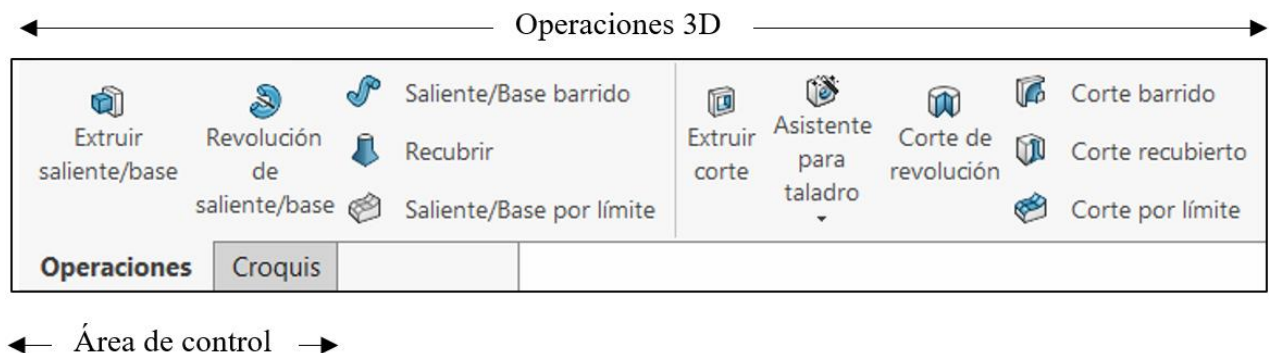 Operaciones 3D
Extruir
saliente/base
Revolución
de
saliente/base
Saliente/Base barrido
Recubrir
Saliente/Base por límite
Extruir
corte
Asistente
para
taladro
Corte de
revolución
Corte barrido
Corte recubierto
Corte por límite
Operaciones
Croquis
Área de control